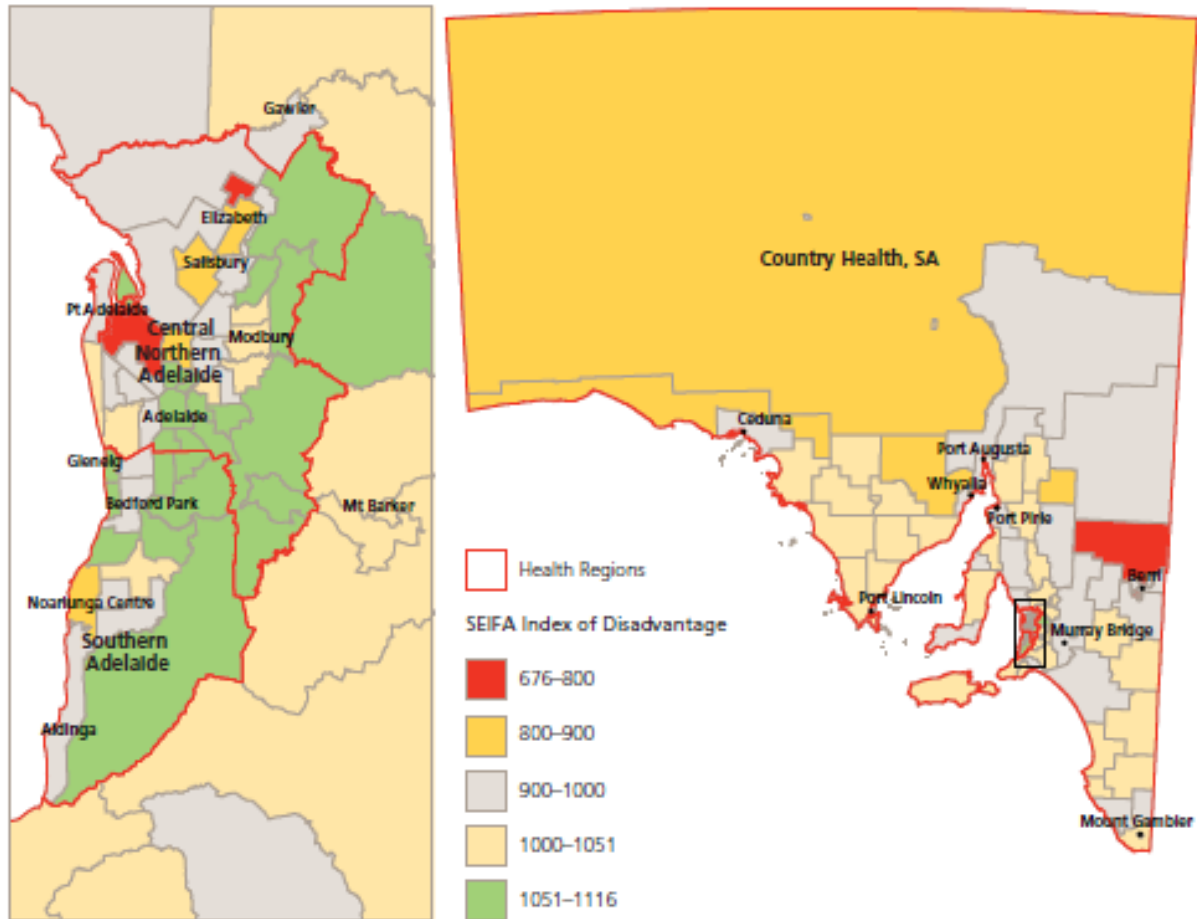 Gawler
Elizabeth
Salisbury
Pt Adelaide
Central
Northern
Adelaide
Modbury
Adelaide
Glenelg
Bedford Park
Mt Barker
Noarlunga Centre
Southern
Adelaide
Aldinga
Country Health, SA
Ceduna
Port Augusta
Whyalla
Port Pirie
Berri
Port Lincoln
Murray Bridge
Mount Gambier
Health Regions
SEIFA Index of Disadvantage
676–800
800–900
900–1000
1000–1051
1051–1116